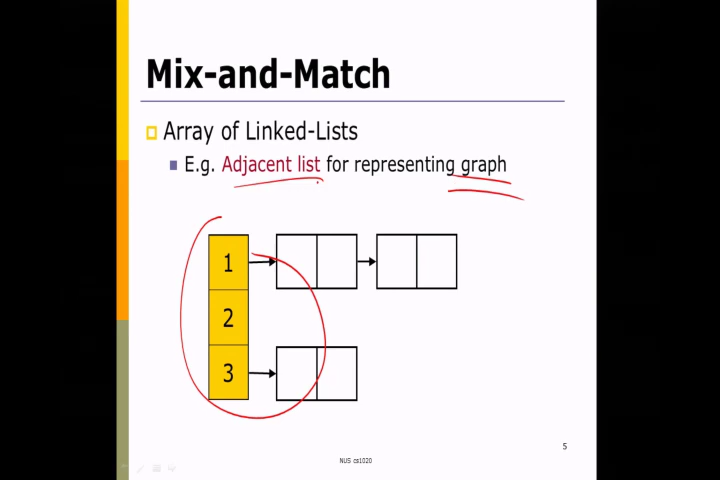 Mix-and-Match
Array of Linked-Lists
E.g. Adjacent list for representing graph
1
2
3
5
NUS cs1020